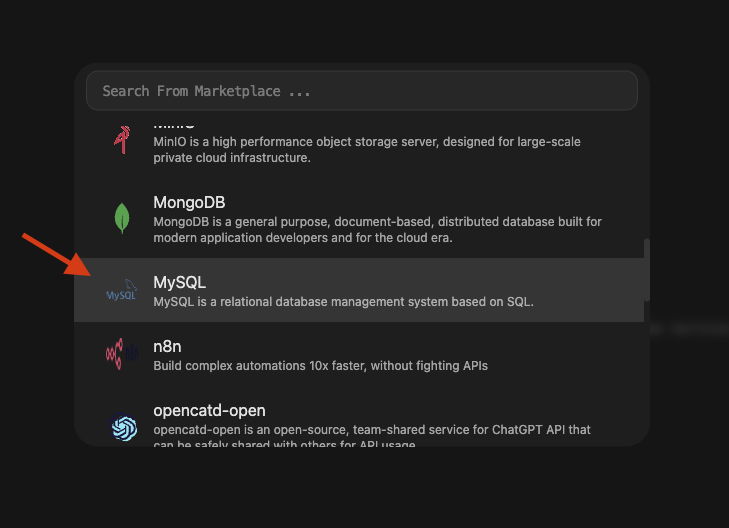 Search From Marketplace ...
MinIO
MinIO is a high performance object storage server, designed for large-scale
private cloud infrastructure.
MongoDB
MongoDB is a general purpose, document-based, distributed database built for
modern application developers and for the cloud era.
MySQL
MySQL
MySQL is a relational database management system based on SQL.
n8n
Build complex automations 10x faster, without fighting APIs
opencatd-open
opencatd-open is an open-source, team-shared service for ChatGPT API that
can be safely shared with others for API usage.